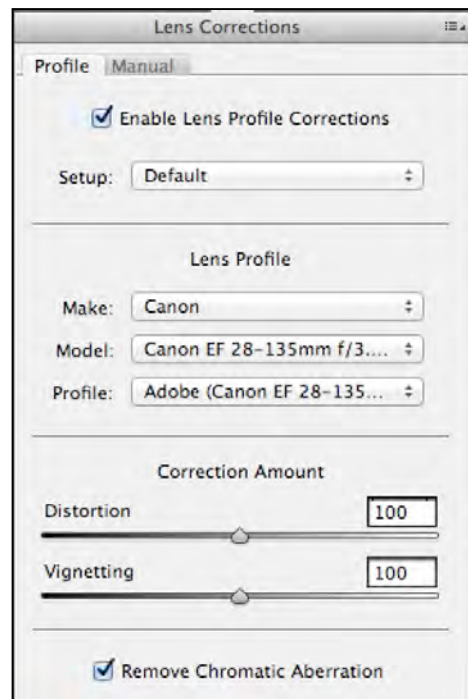 Lens Corrections
Profile Manual
Enable Lens Profile Corrections
Setup: Default
Lens Profile
Make: Canon
Model: Canon EF 28-135mm f/3....
Profile: Adobe (Canon EF 28-135...
Correction Amount
Distortion 100
Vignetting 100
Remove Chromatic Aberration